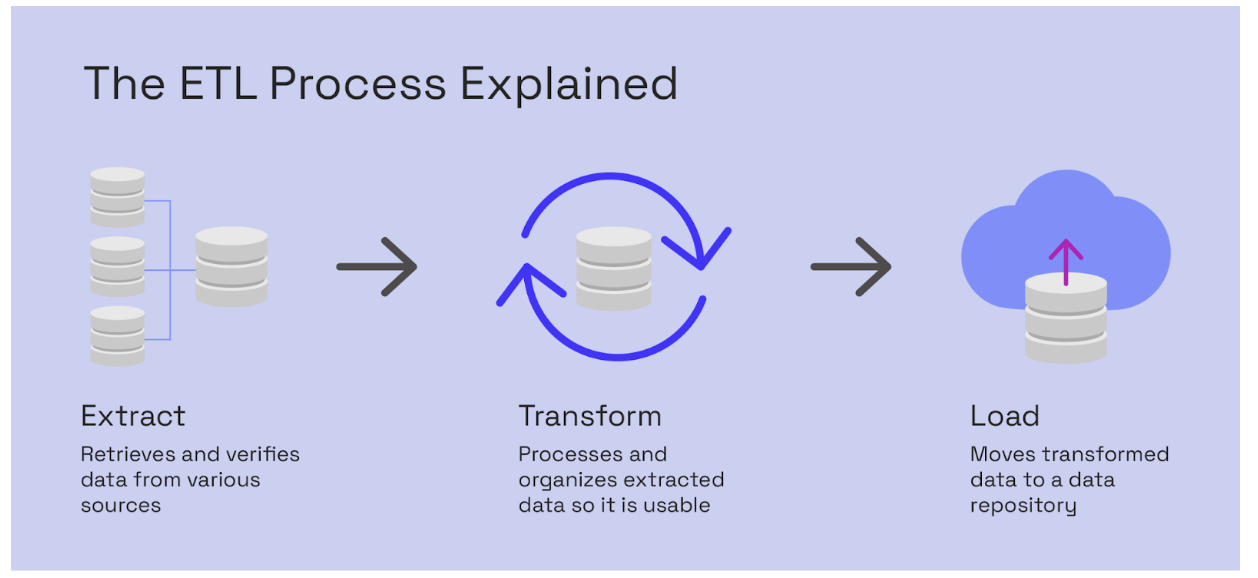 The ETL Process Explained
Extract
Retrieves and verifies
data from various
sources
Transform
Processes and
organizes extracted
data so it is usable
Load
Moves transformed
data to a data
repository